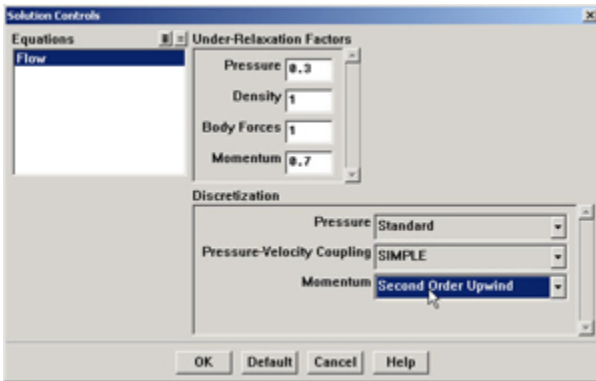 Solution Controls
Equations
Flow
Under-Relaxation Factors
Pressure 0.3
Density 1
Body Forces 1
Momentum 0.7
Discretization
Pressure Standard
Pressure-Velocity Coupling SIMPLE
Momentum Second Order Upwind
OK Default Cancel Help